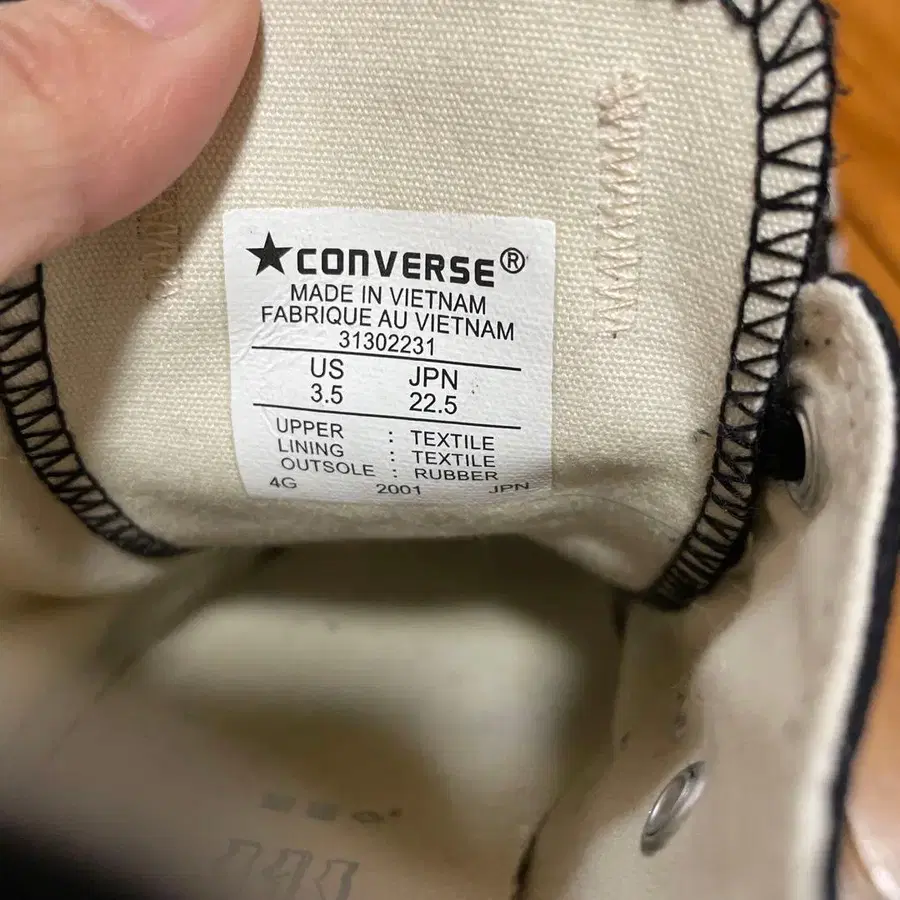 ★CONVERSE®
MADE IN VIETNAM
FABRIQUE AU VIETNAM
31302231
US JPN
3.5 22.5
UPPER : TEXTILE
LINING : TEXTILE
OUTSOLE : RUBBER
4G 2001 JPN